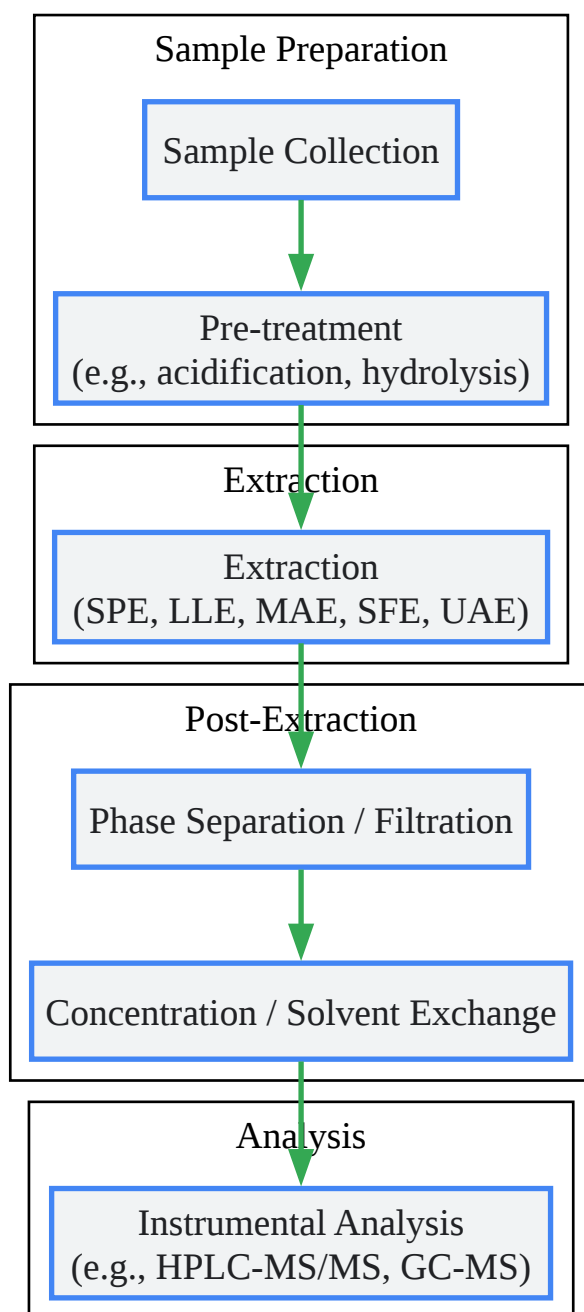 Sample Preparation
Sample Collection
Pre-treatment
(e.g., acidification, hydrolysis)
Extraction
Extraction
(SPE, LLE, MAE, SFE, UAE)
Post-Extraction
Phase Separation / Filtration
Concentration / Solvent Exchange
Analysis
Instrumental Analysis
(e.g., HPLC-MS/MS, GC-MS)